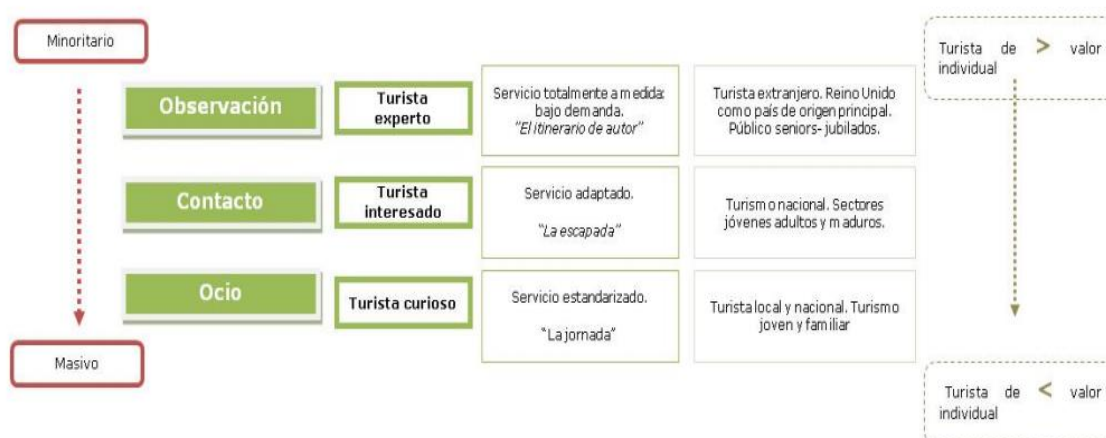 Minoritario
Turista de > valor
individual
Observación
Turista
experto
Servicio totalmente a medida:
bajo demanda.
"El itinerario de autor"
Turista extranjero. Reino Unido
como país de origen principal.
Público seniors- jubilados.
Contacto
Turista
interesado
Servicio adaptado.
"La escapada"
Turismo nacional. Sectores
jóvenes adultos y maduros.
Ocio
Turista curioso
Servicio estandarizado.
"La jornada"
Turista local y nacional. Turismo
joven y familiar
Masivo
Turista de < valor
individual